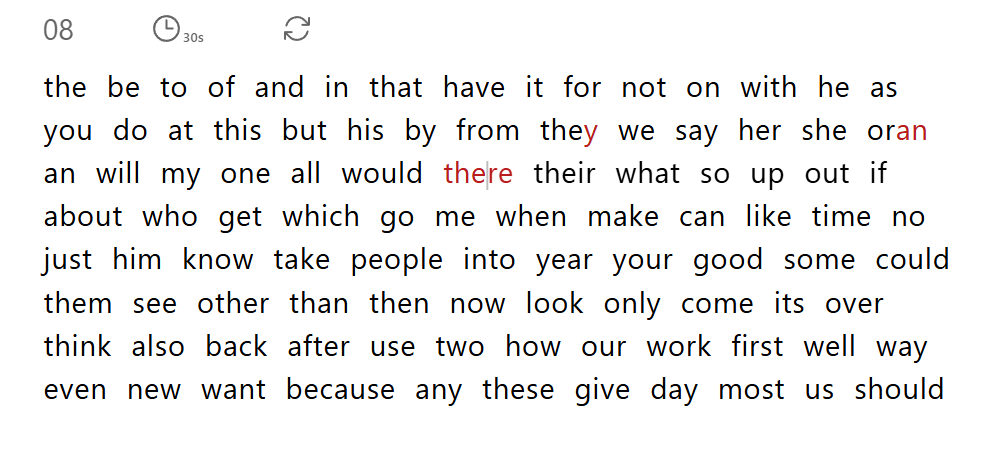 08 30s
the be to of and in that have it for not on with he as
you do at this but his by from they we say her she oran
an will my one all would there their what so up out if
about who get which go me when make can like time no
just him know take people into year your good some could
them see other than then now look only come its over
think also back after use two how our work first well way
even new want because any these give day most us should